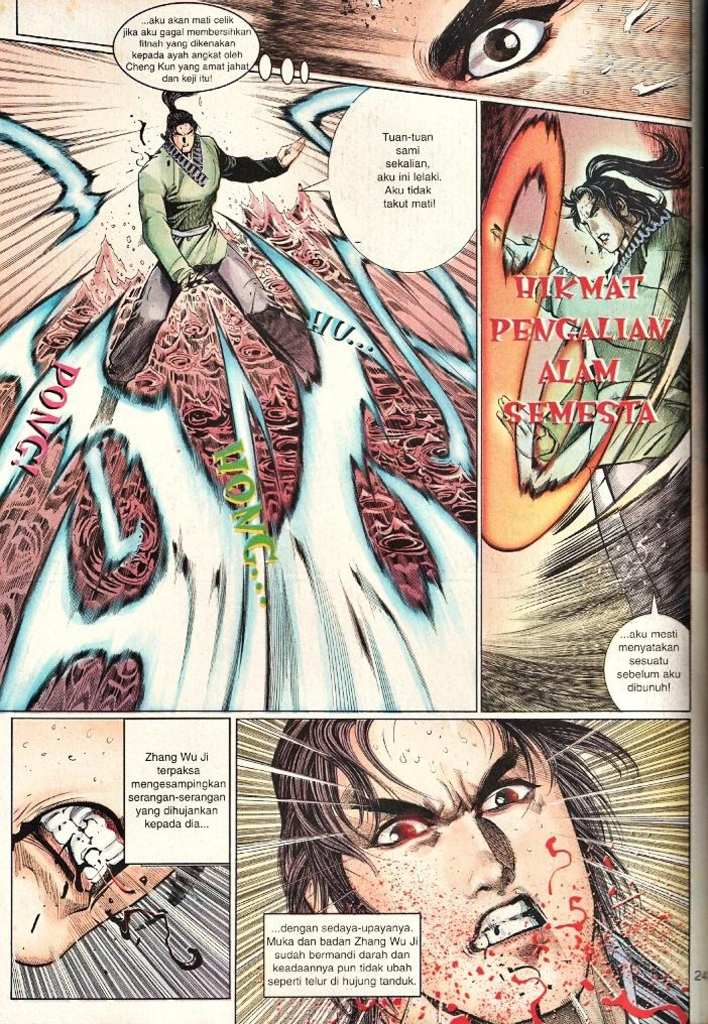 ...aku akan mati celik
jika aku gagal membersihkan
fitnah yang dikenakan
kepada ayah angkat oleh
Cheng Kun yang amat jahat
dan keji itu!
Tuan-tuan
sami
sekalian,
aku ini lelaki.
Aku tidak
takut mati!
HU...
PONG!
HONG...
HIKMAT
PENGALIAN
ALAM
SEMESTA
...aku mesti
menyatakan
sesuatu
sebelum aku
dibunuh!
Zhang Wu Ji
terpaksa
mengesampingkan
serangan-serangan
yang dihujankan
kepada dia...
...dengan sedaya-upayanya.
Muka dan badan Zhang Wu Ji
sudah bermandi darah dan
keadaannya pun tidak ubah
seperti telur di hujung tanduk.